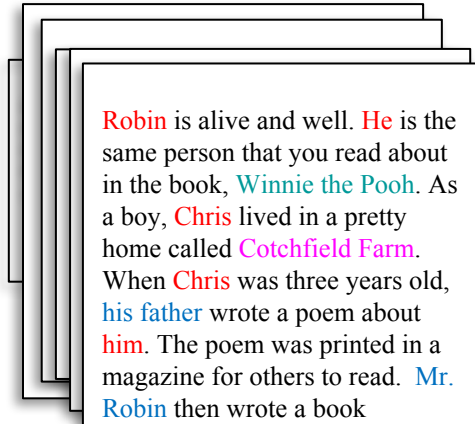 Robin is alive and well. He is the
same person that you read about
in the book, Winnie the Pooh. As
a boy, Chris lived in a pretty
home called Cotchfield Farm.
When Chris was three years old,
his father wrote a poem about
him. The poem was printed in a
magazine for others to read. Mr.
Robin then wrote a book